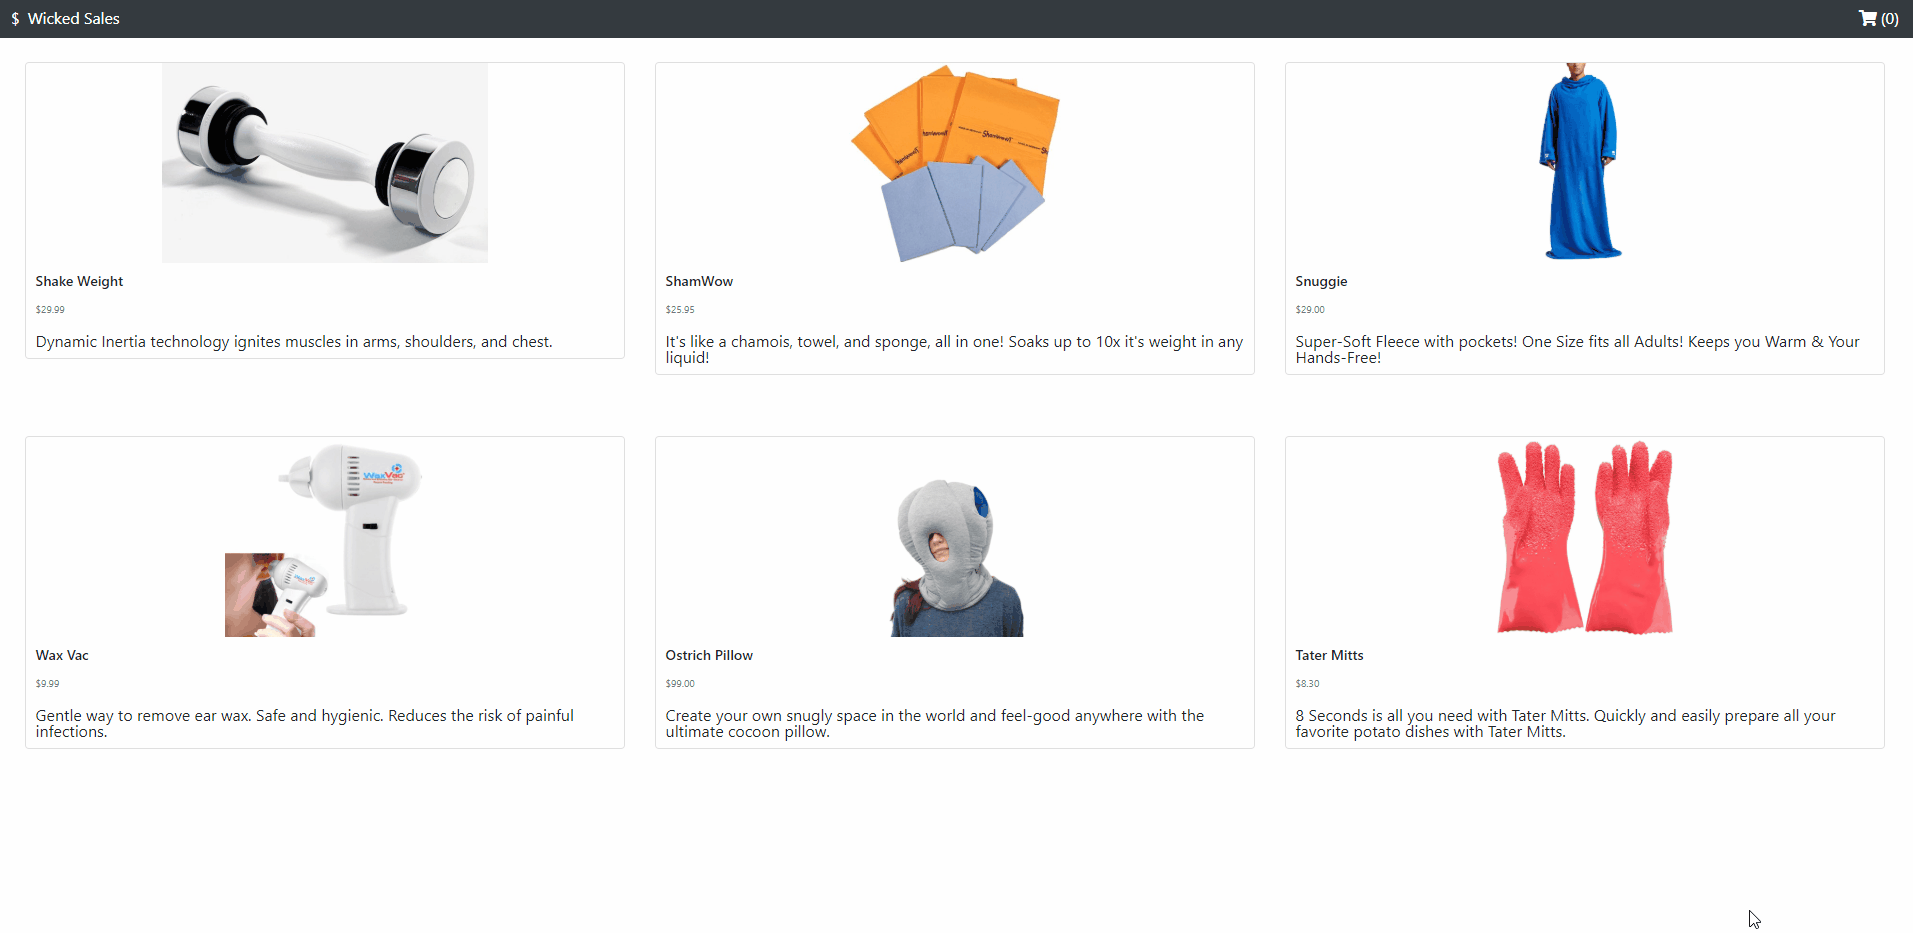 $ Wicked Sales
(0)
Shake Weight
$29.99
Dynamic Inertia technology ignites muscles in arms, shoulders, and chest.
ShamWow
$25.95
It's like a chamois, towel, and sponge, all in one! Soaks up to 10x it's weight in any
liquid!
Snuggie
$29.00
Super-Soft Fleece with pockets! One Size fits all Adults! Keeps you Warm & Your
Hands-Free!
WaxVac
Wax Vac
$9.99
Gentle way to remove ear wax. Safe and hygienic. Reduces the risk of painful
infections.
Ostrich Pillow
$99.00
Create your own snugly space in the world and feel-good anywhere with the
ultimate cocoon pillow.
Tater Mitts
$8.30
8 Seconds is all you need with Tater Mitts. Quickly and easily prepare all your
favorite potato dishes with Tater Mitts.